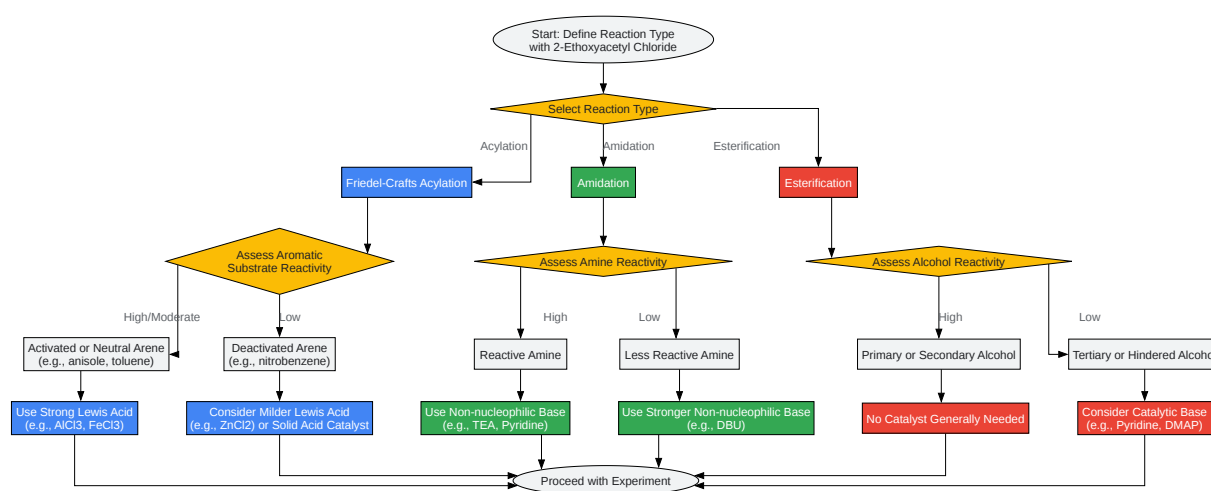 Start: Define Reaction Type
with 2-Ethoxyacetyl Chloride
Select Reaction Type
Acylation
Amidation
Esterification
Friedel-Crafts Acylation
Amidation
Esterification
Assess Aromatic
Substrate Reactivity
Assess Amine Reactivity
Assess Alcohol Reactivity
High/Moderate
Low
High
Low
High
Low
Activated or Neutral Arene
(e.g., anisole, toluene)
Deactivated Arene
(e.g., nitrobenzene)
Reactive Amine
Less Reactive Amine
Primary or Secondary Alcohol
Tertiary or Hindered Alcohol
Use Strong Lewis Acid
(e.g., AlCl3, FeCl3)
Consider Milder Lewis Acid
(e.g., ZnCl2) or Solid Acid Catalyst
Use Non-nucleophilic Base
(e.g., TEA, Pyridine)
Use Stronger Non-nucleophilic Base
(e.g., DBU)
No Catalyst Generally Needed
Consider Catalytic Base
(e.g., Pyridine, DMAP)
Proceed with Experiment